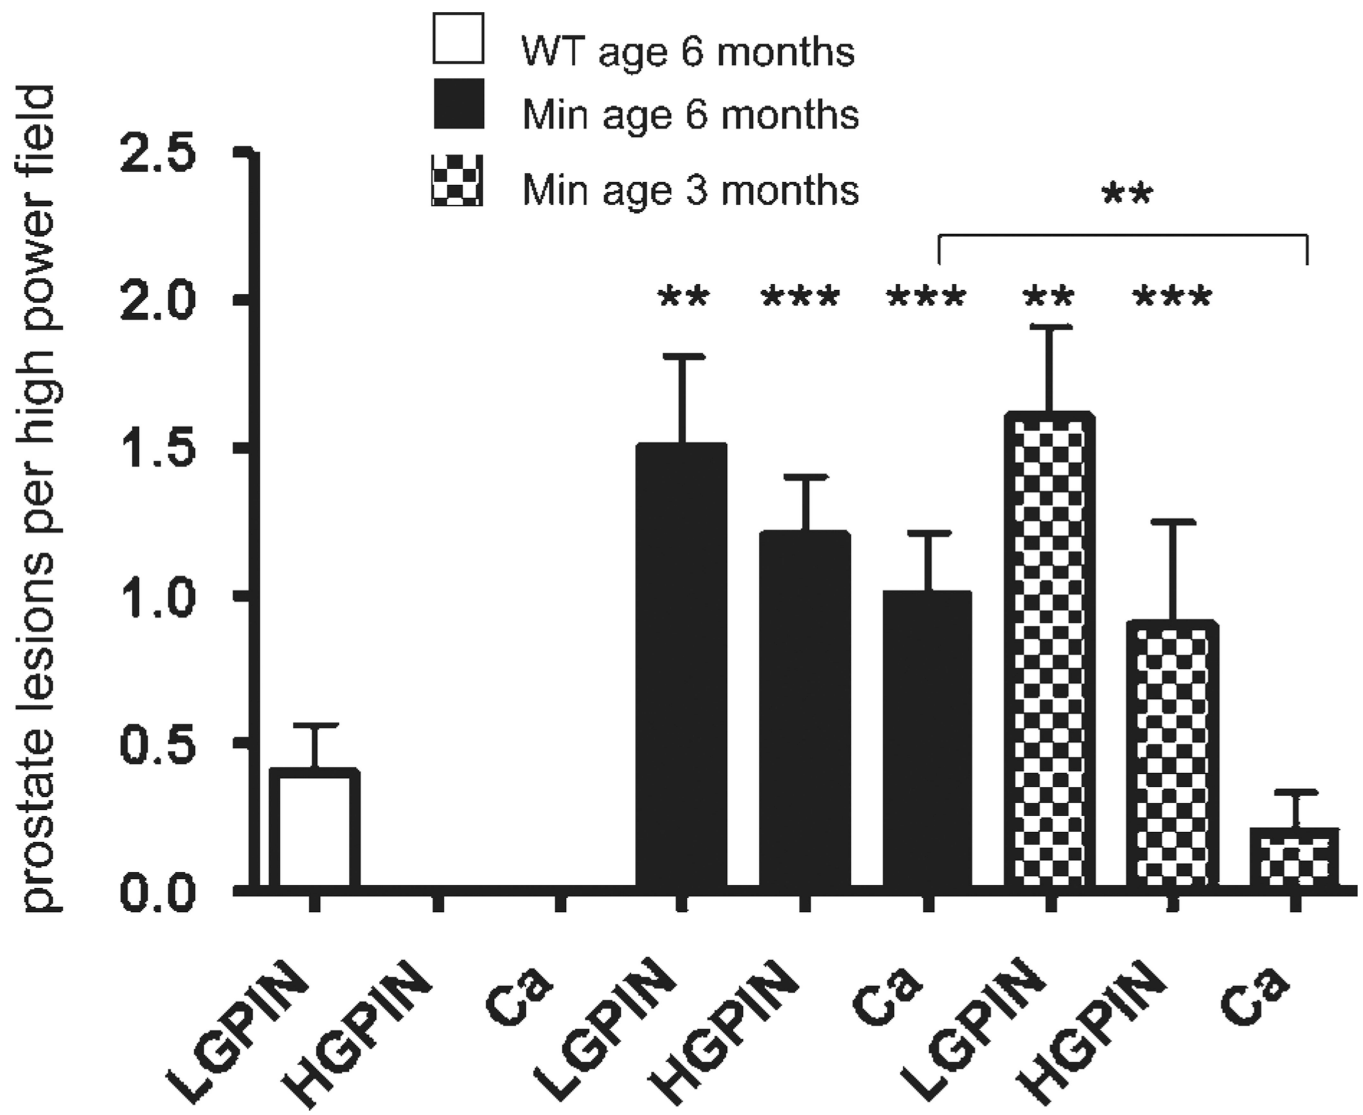 WT age 6 months
Min age 6 months
Min age 3 months
prostate lesions per high power field
2.5
2.0
1.5
1.0
0.5
0.0
**
** *** *** ** ***
LGPIN HGPIN Ca LGPIN HGPIN Ca LGPIN HGPIN Ca